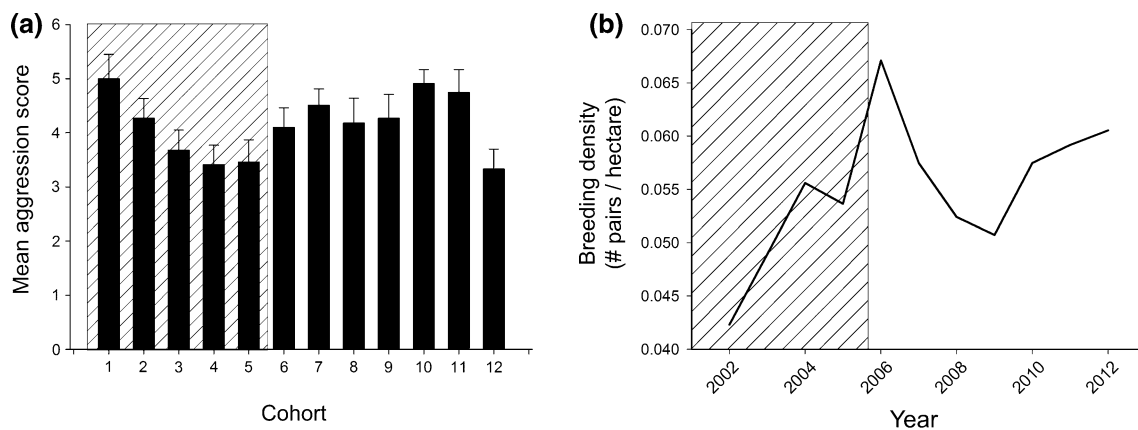 (a)
6
5
4
3
2
1
0
Mean aggression score
1 2 3 4 5 6 7 8 9 10 11 12
Cohort
(b)
0.070
0.065
0.060
0.055
0.050
0.045
0.040
Breeding density
(# pairs / hectare)
2002 2004 2006 2008 2010 2012
Year